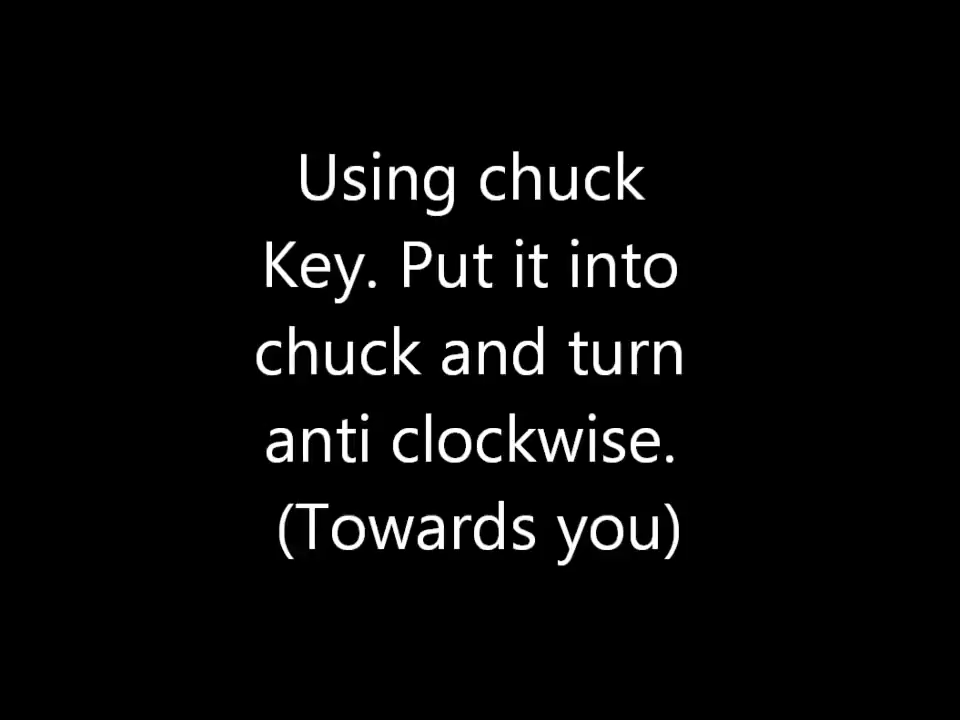 Using chuck
Key. Put it into
chuck and turn
anti clockwise.
(Towards you)